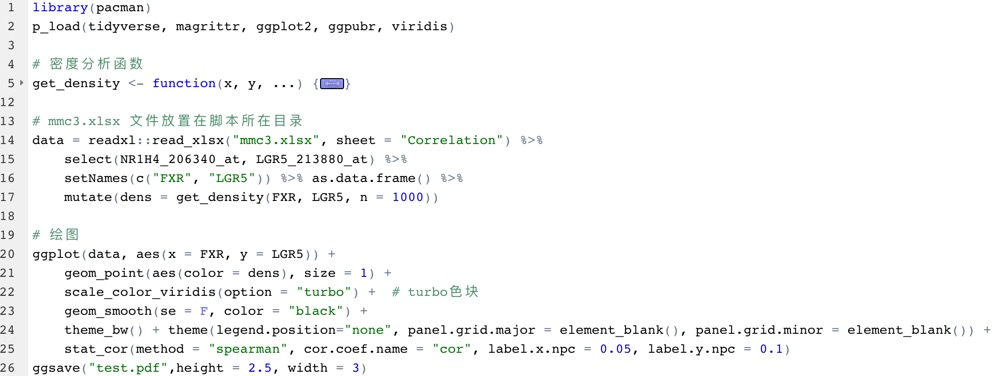 1 library(pacman)
2 p_load(tidyverse, magrittr, ggplot2, ggpubr, viridis)
3
4 # 密度分析函数
5 get_density <- function(x, y, ...) {}
12
13 # mmc3.xlsx 文件放置在脚本所在目录
14 data = readxl::read_xlsx("mmc3.xlsx", sheet = "Correlation") %>%
15     select(NR1H4_206340_at, LGR5_213880_at) %>%
16     setNames(c("FXR", "LGR5")) %>% as.data.frame() %>%
17     mutate(dens = get_density(FXR, LGR5, n = 1000))
18
19 # 绘图
20 ggplot(data, aes(x = FXR, y = LGR5)) +
21     geom_point(aes(color = dens), size = 1) +
22     scale_color_viridis(option = "turbo") +  # turbo色块
23     geom_smooth(se = F, color = "black") +
24     theme_bw() + theme(legend.position="none", panel.grid.major = element_blank(), panel.grid.minor = element_blank()) +
25     stat_cor(method = "spearman", cor.coef.name = "cor", label.x.npc = 0.05, label.y.npc = 0.1)
26 ggsave("test.pdf",height = 2.5, width = 3)